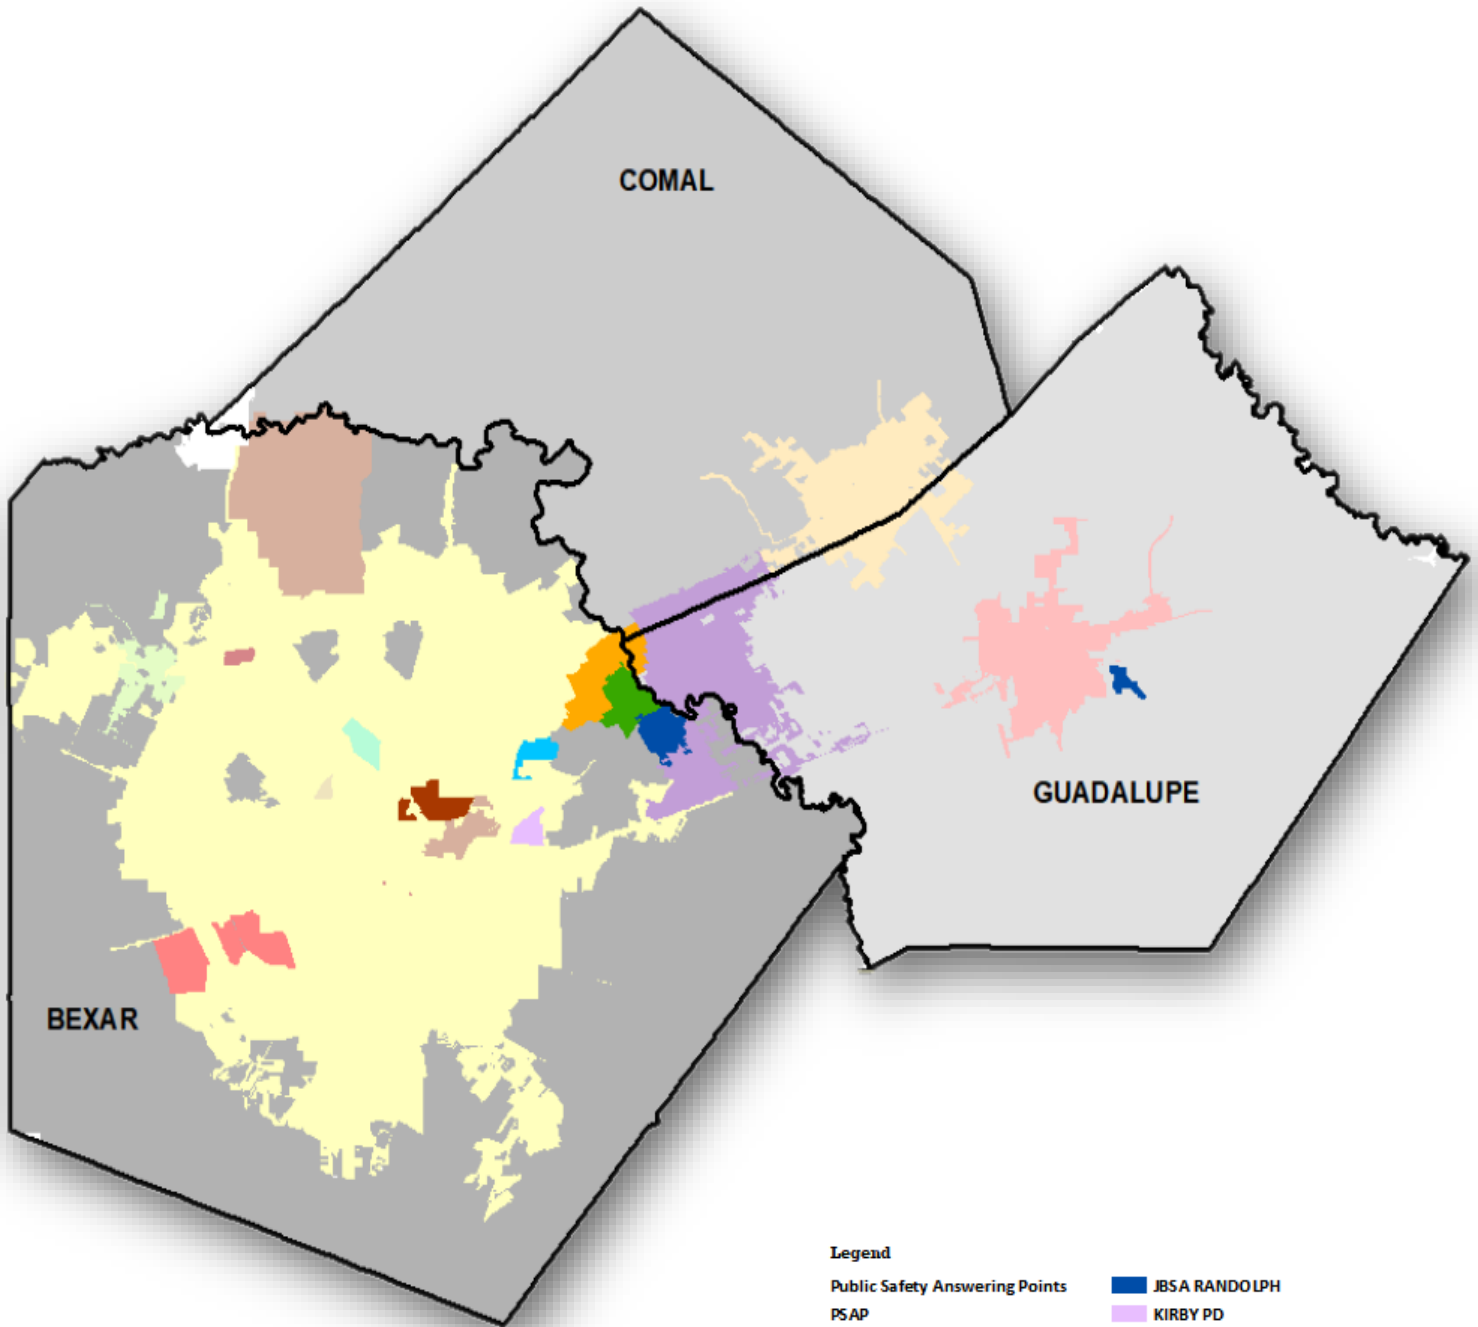 COMAL
GUADALUPE
BEXAR
Legend
Public Safety Answering Points
PSAP
JBSA RANDOLPH
KIRBY PD